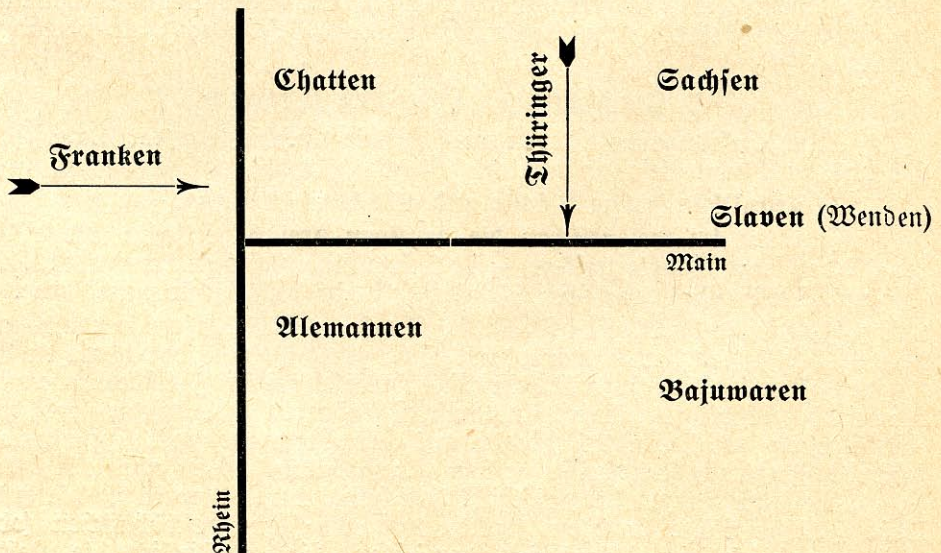 Chatten
Thüringer
Sachsen
Franken
Slaven (Wenden)
Main
Alemannen
Bajuwaren
Rhein